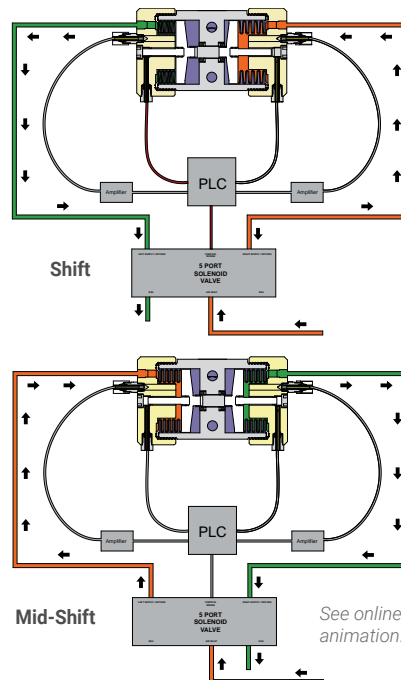 PLC
Amplifier
Amplifier
Shift
5 PORT
SOLENOID
VALVE
PLC
Amplifier
Amplifier
Mid-Shift
5 PORT
SOLENOID
VALVE
See online
animation.